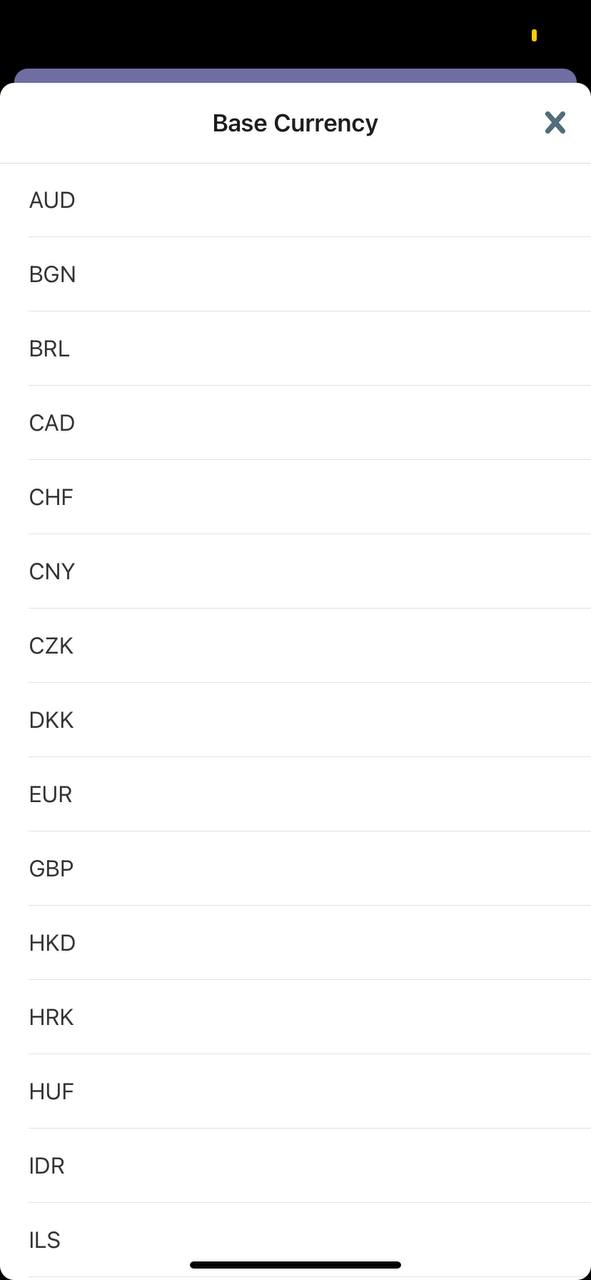 Base Currency
AUD
BGN
BRL
CAD
CHF
CNY
CZK
DKK
EUR
GBP
HKD
HRK
HUF
IDR
ILS